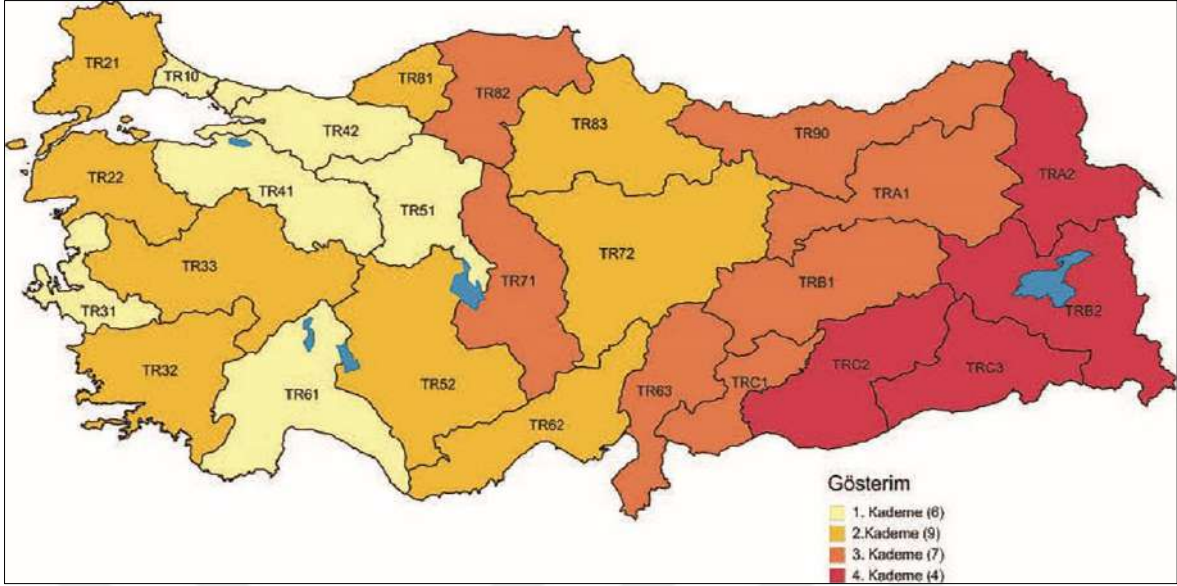 TR21
TR10
TR81
TR82
TR42
TR83
TR90
TR22
TR41
TR51
TRA1
TRA2
TR33
TR72
TR71
TRB1
TR31
TRB2
TR32
TR61
TR52
TR62
TR63
TRC1
TRC2
TRC3
Gösterim
1. Kademe (6)
2.Kademe (9)
3. Kademe (7)
4. Kademe (4)